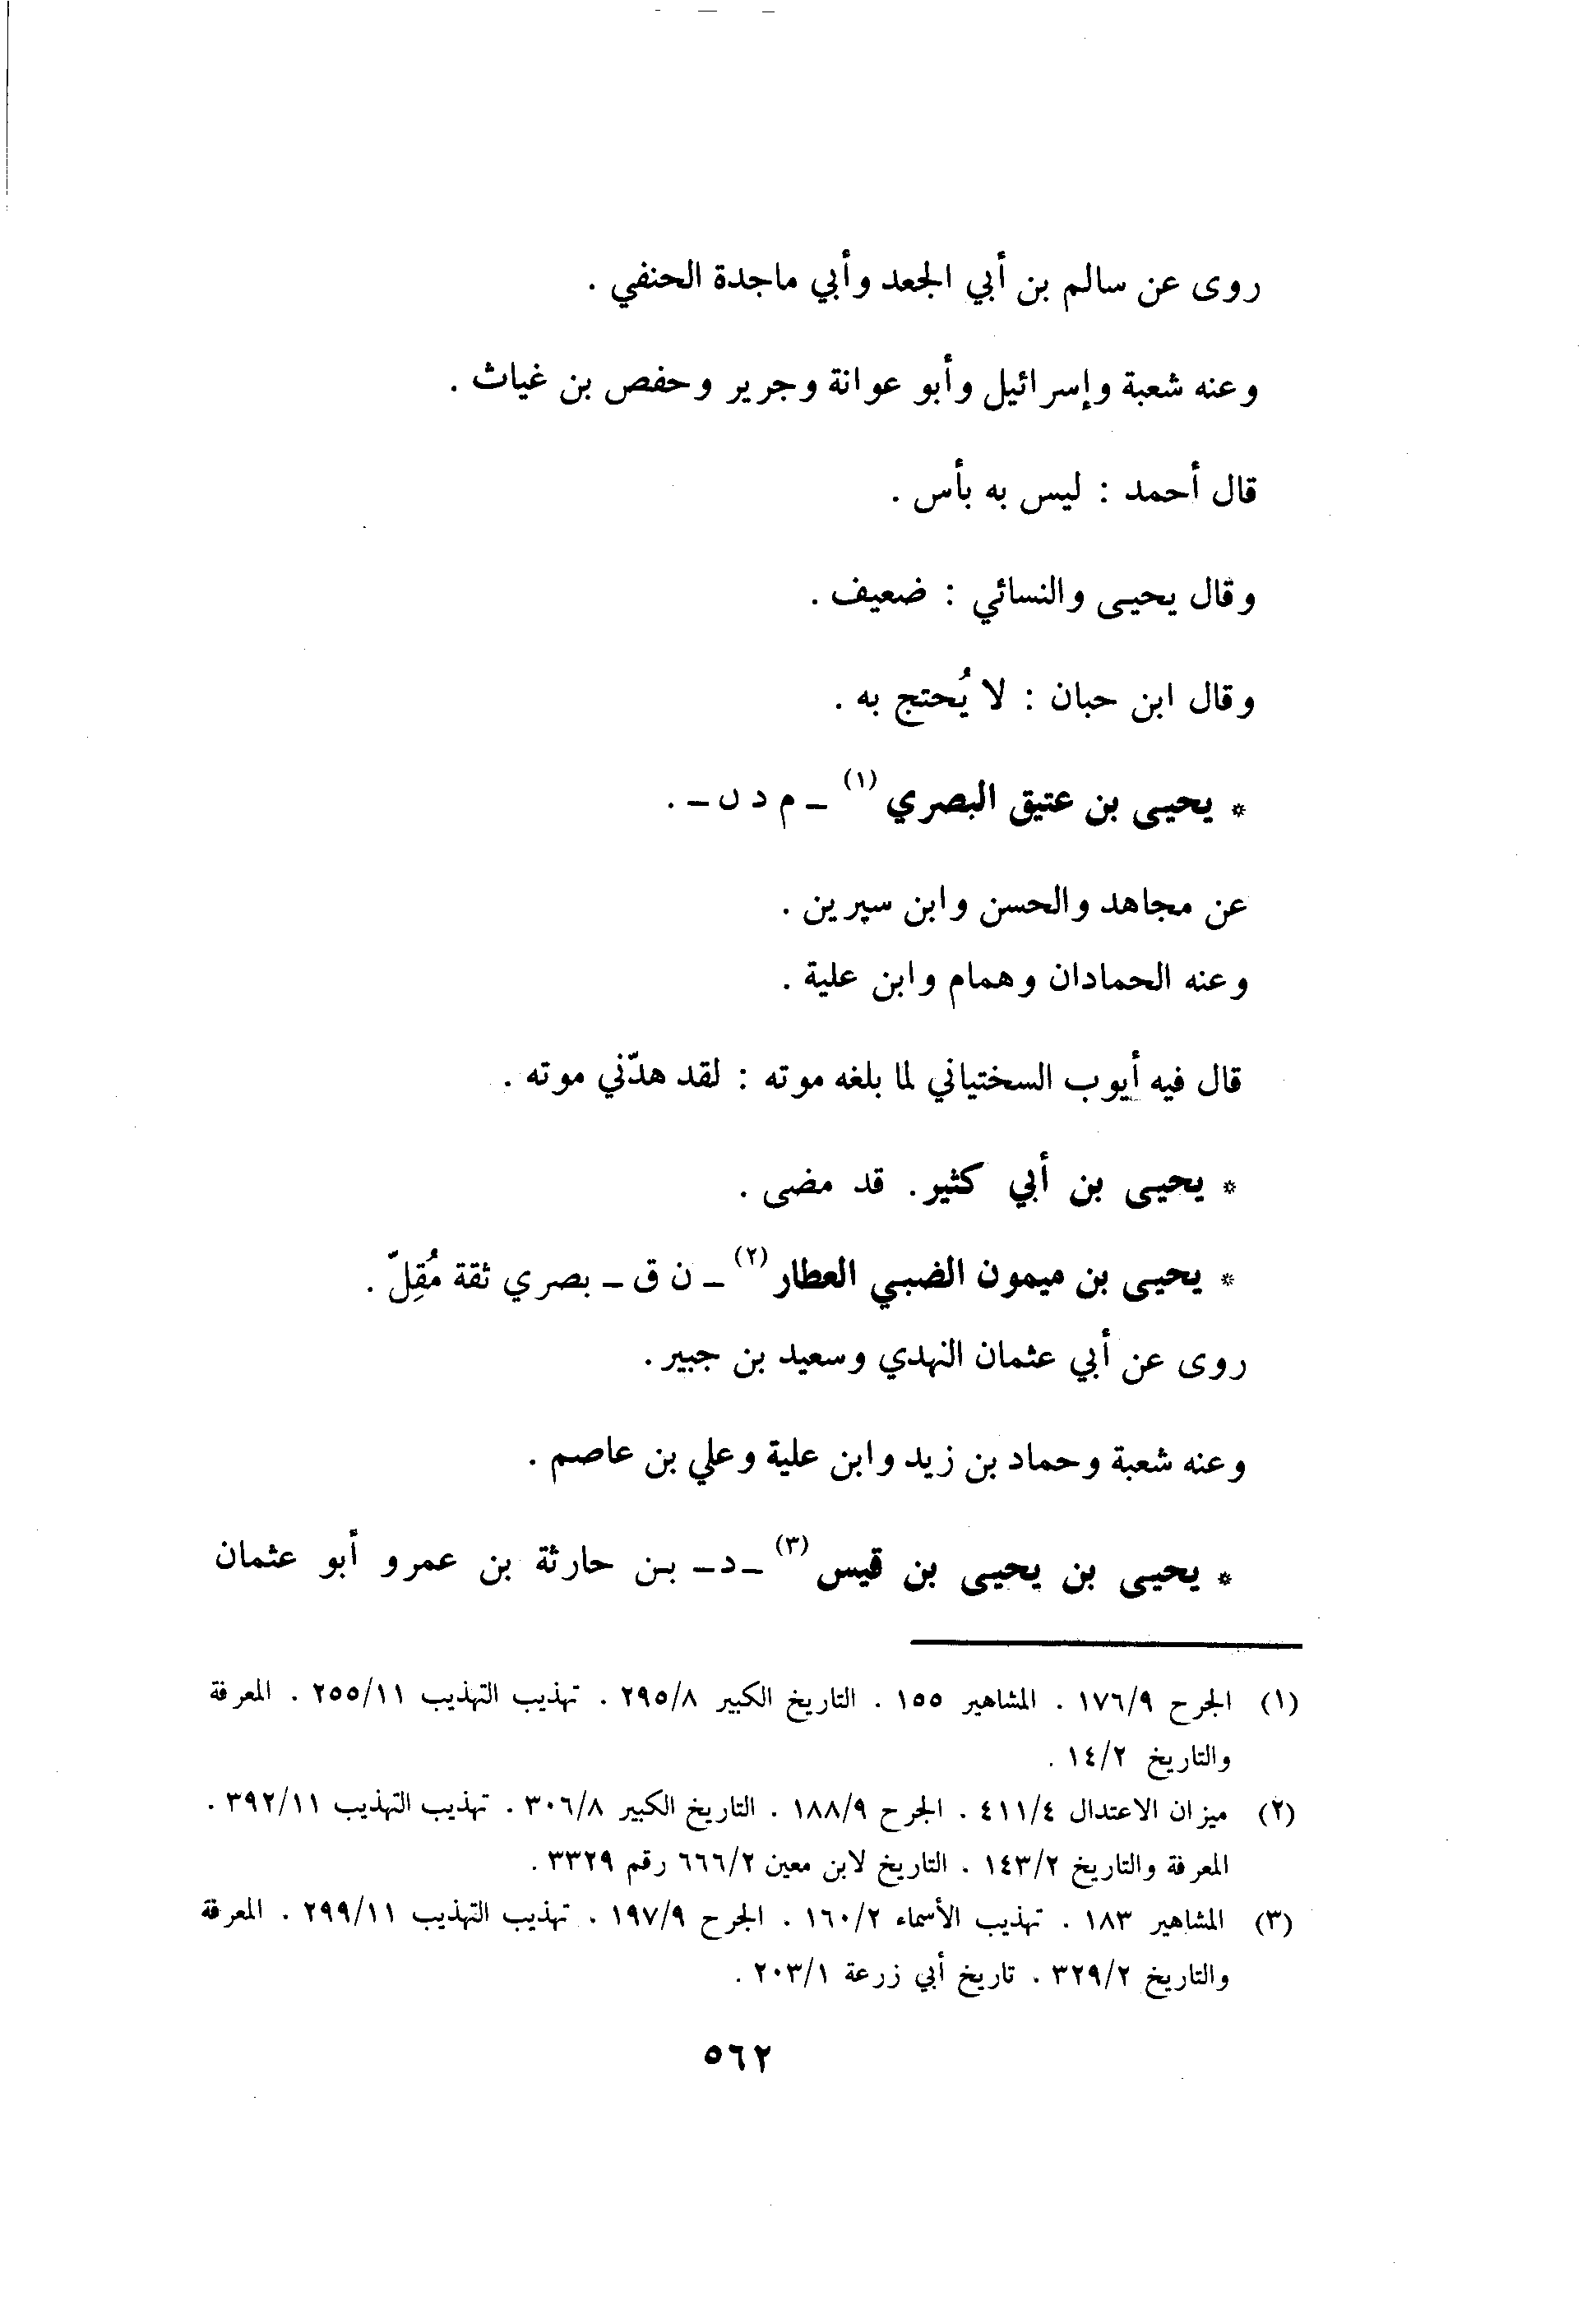 روى عن سالم بن أبي الجعد وأبي ماجدة الحنفي .
وعنه شعبة وإسرائيل وأبو عوانة وجرير وحفص بن غياث .
قال أحمد : ليس به بأس .
وقال يحيى والنسائي : ضعيف .
وقال ابن حبان : لا يُحتج به .
* يحيى بن عتيق البصري (١) ـ م د ں ـ .
عن مجاهد والحسن وابن سيرين .
وعنه الحمادان وهمام وابن علية .
قال فيه أيوب السختياني لما بلغه موته : لقد هدّني موته .
* يحيى بن أبي كثير . قد مضى .
* يحيى بن ميمون الضبي العطار (٢) ـ ن ق ـ بصري ثقة مُقِلّ .
روى عن أبي عثمان النهدي وسعيد بن جبير .
وعنه شعبة وحماد بن زيد وابن علية وعلي بن عاصم .
* يحيى بن يحيى بن قيس (٣) ـ د ـ بن حارثة بن عمرو أبو عثمان
(١) الجرح ١٧٦/٩ . المشاهير ١٥٥ . التاريخ الكبير ٢٩٥/٨ . تهذيب التهذيب ٢٥٥/١١ . المعرفة
والتاريخ ١٤/٢ .
(٢) ميزان الاعتدال ٤١١/٤ . الجرح ١٨٨/٩ . التاريخ الكبير ٣٠٦/٨ . تهذيب التهذيب ٣٩٢/١١ .
المعرفة والتاريخ ١٤٣/٢ . التاريخ لابن معين ٦٦٦/٢ رقم ٣٣٢٩ .
(٣) المشاهير ١٨٣ . تهذيب الأسماء ١٦٠/٢ . الجرح ١٩٧/٩ . تهذيب التهذيب ٢٩٩/١١ . المعرفة
والتاريخ ٣٢٩/٢ . تاريخ أبي زرعة ٢٠٣/١ .
٥٦٢